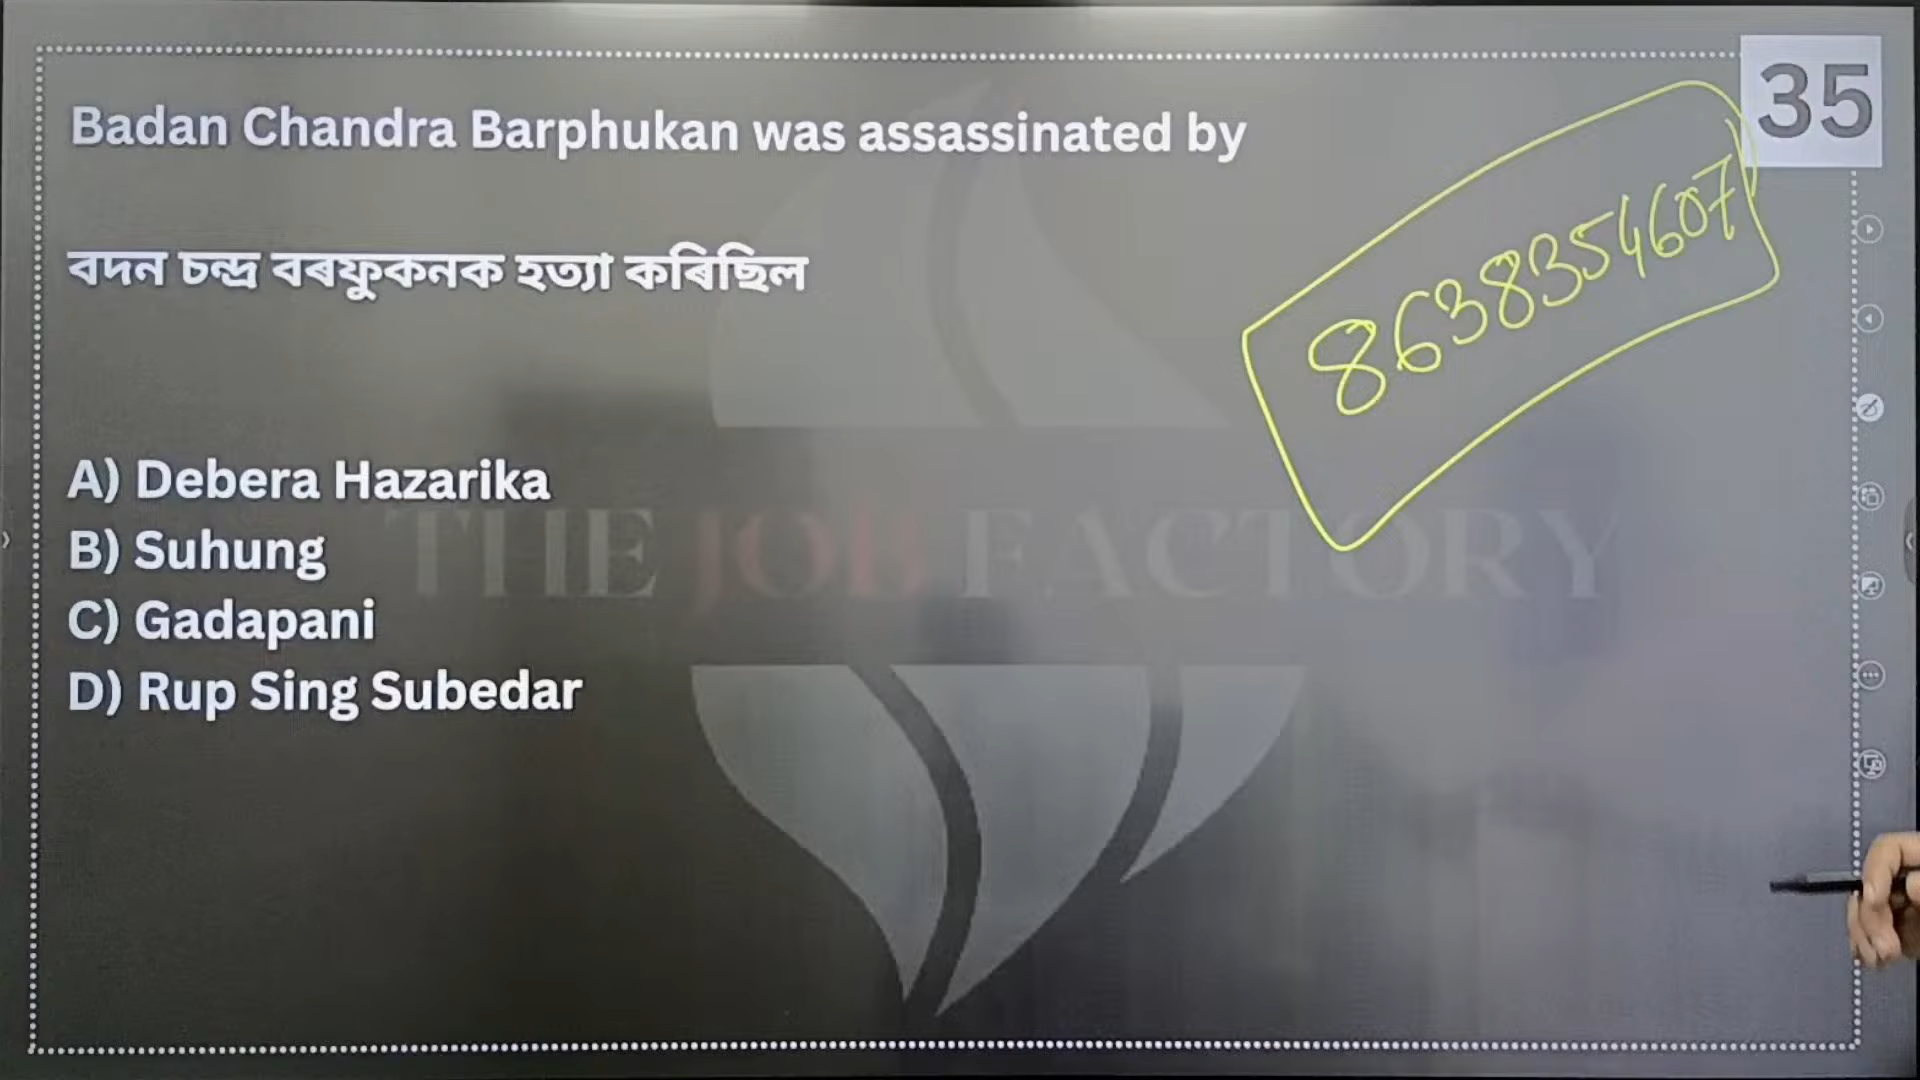 35
Badan Chandra Barphukan was assassinated by
8638354607
বদন চন্দ্ৰ বৰফুকনক হত্যা কৰিছিল
A) Debera Hazarika
B) Suhung
C) Gadapani
D) Rup Sing Subedar
THE JOB FACTORY